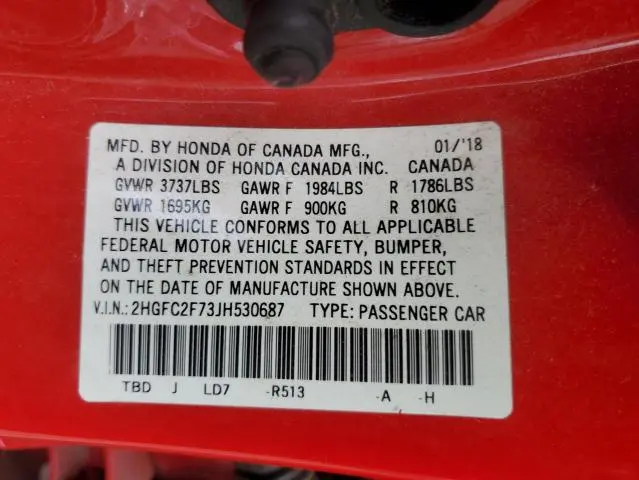 MFD. BY HONDA OF CANADA MFG., 01/'18
A DIVISION OF HONDA CANADA INC. CANADA
GVWR 3737LBS GAWR F 1984LBS R 1786LBS
GVWR 1695KG GAWR F 900KG R 810KG
THIS VEHICLE CONFORMS TO ALL APPLICABLE
FEDERAL MOTOR VEHICLE SAFETY, BUMPER,
AND THEFT PREVENTION STANDARDS IN EFFECT
ON THE DATE OF MANUFACTURE SHOWN ABOVE.
V.I.N.: 2HGFC2F73JH530687 TYPE: PASSENGER CAR
TBD J LD7 -R513 -A -H